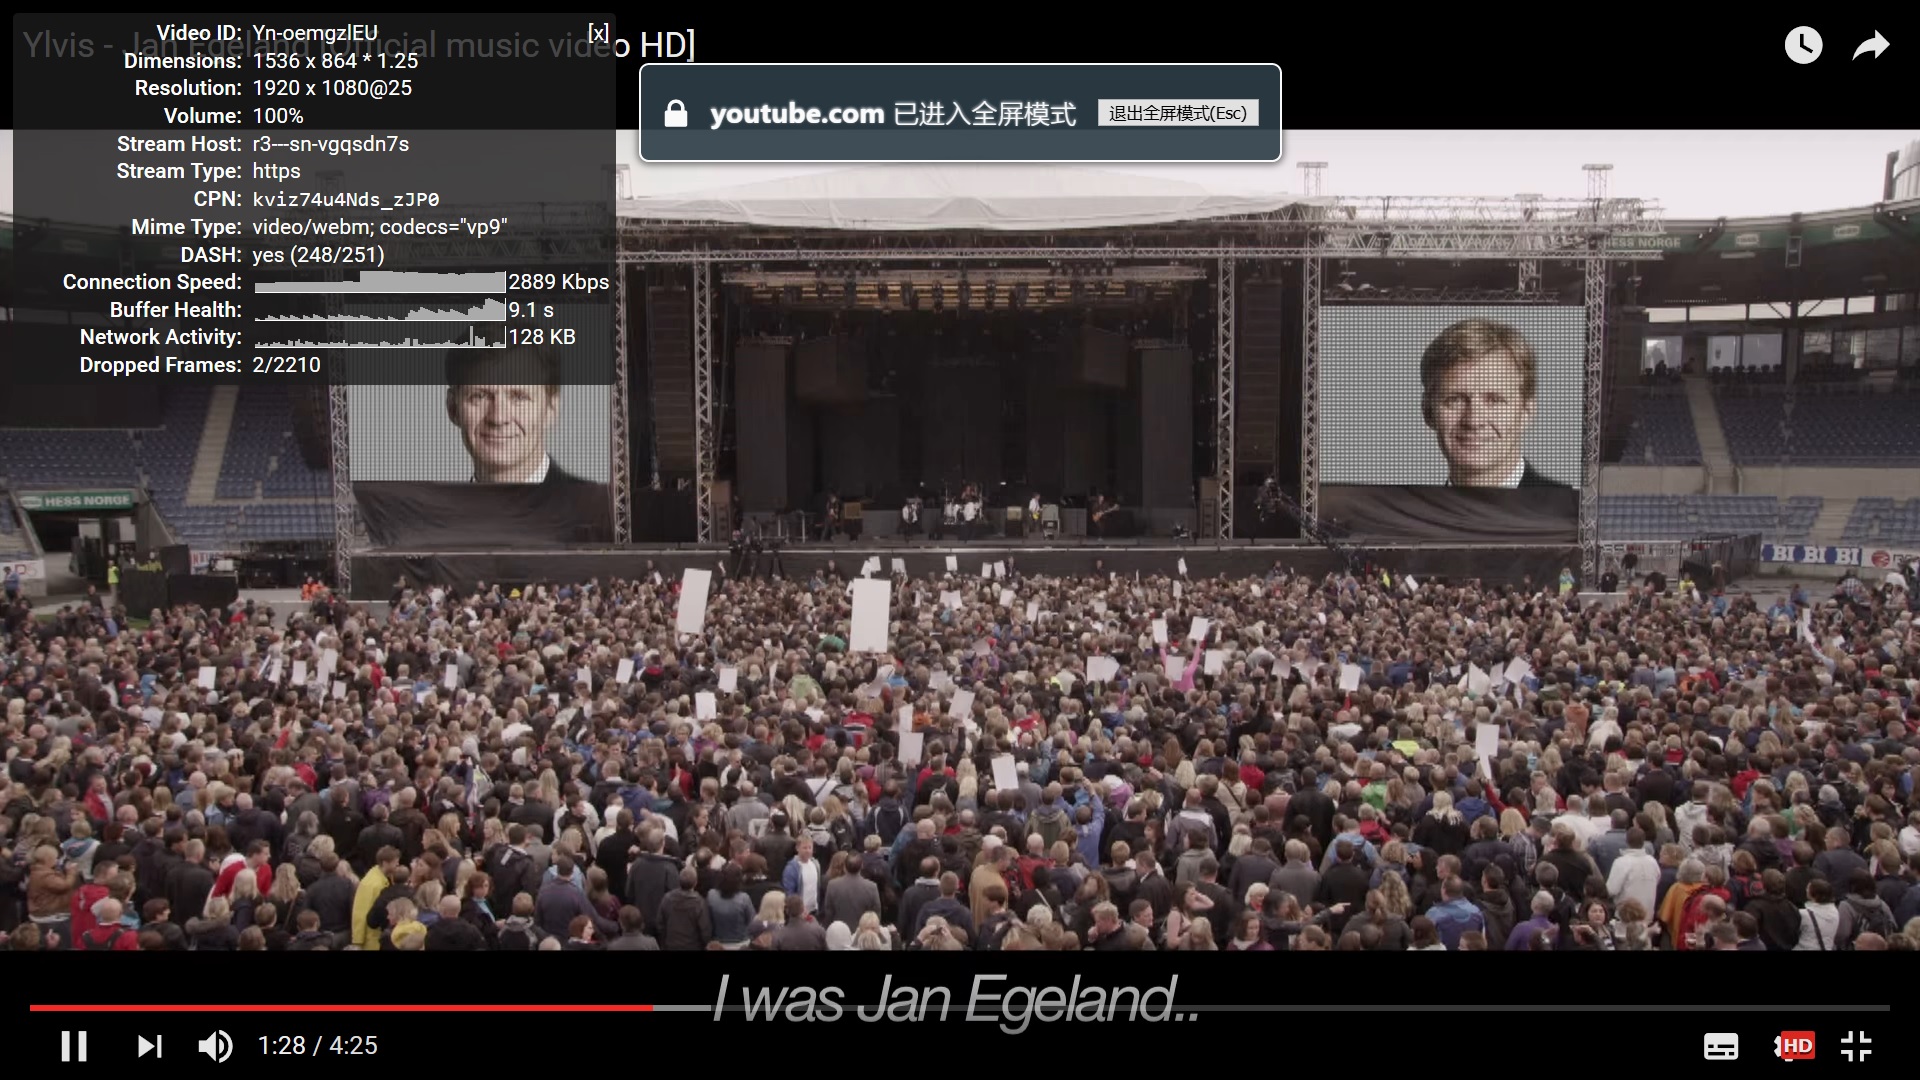 Ylvis - Jan Egeland [Official music video HD]
Video ID: Yn-oemgzlEU [x]
Dimensions: 1536 x 864 * 1.25
Resolution: 1920 x 1080@25
Volume: 100%
Stream Host: r3---sn-vgqsdn7s
Stream Type: https
CPN: kviz74u4Nds_zJP0
Mime Type: video/webm; codecs="vp9"
DASH: yes (248/251)
Connection Speed: 2889 Kbps
Buffer Health: 9.1 s
Network Activity: 128 KB
Dropped Frames: 2/2210
youtube.com 已进入全屏模式 退出全屏模式(Esc)
HESS NORGE
HESS NORGE
BI BI BI
I was Jan Egeland..
1:28 / 4:25
HD